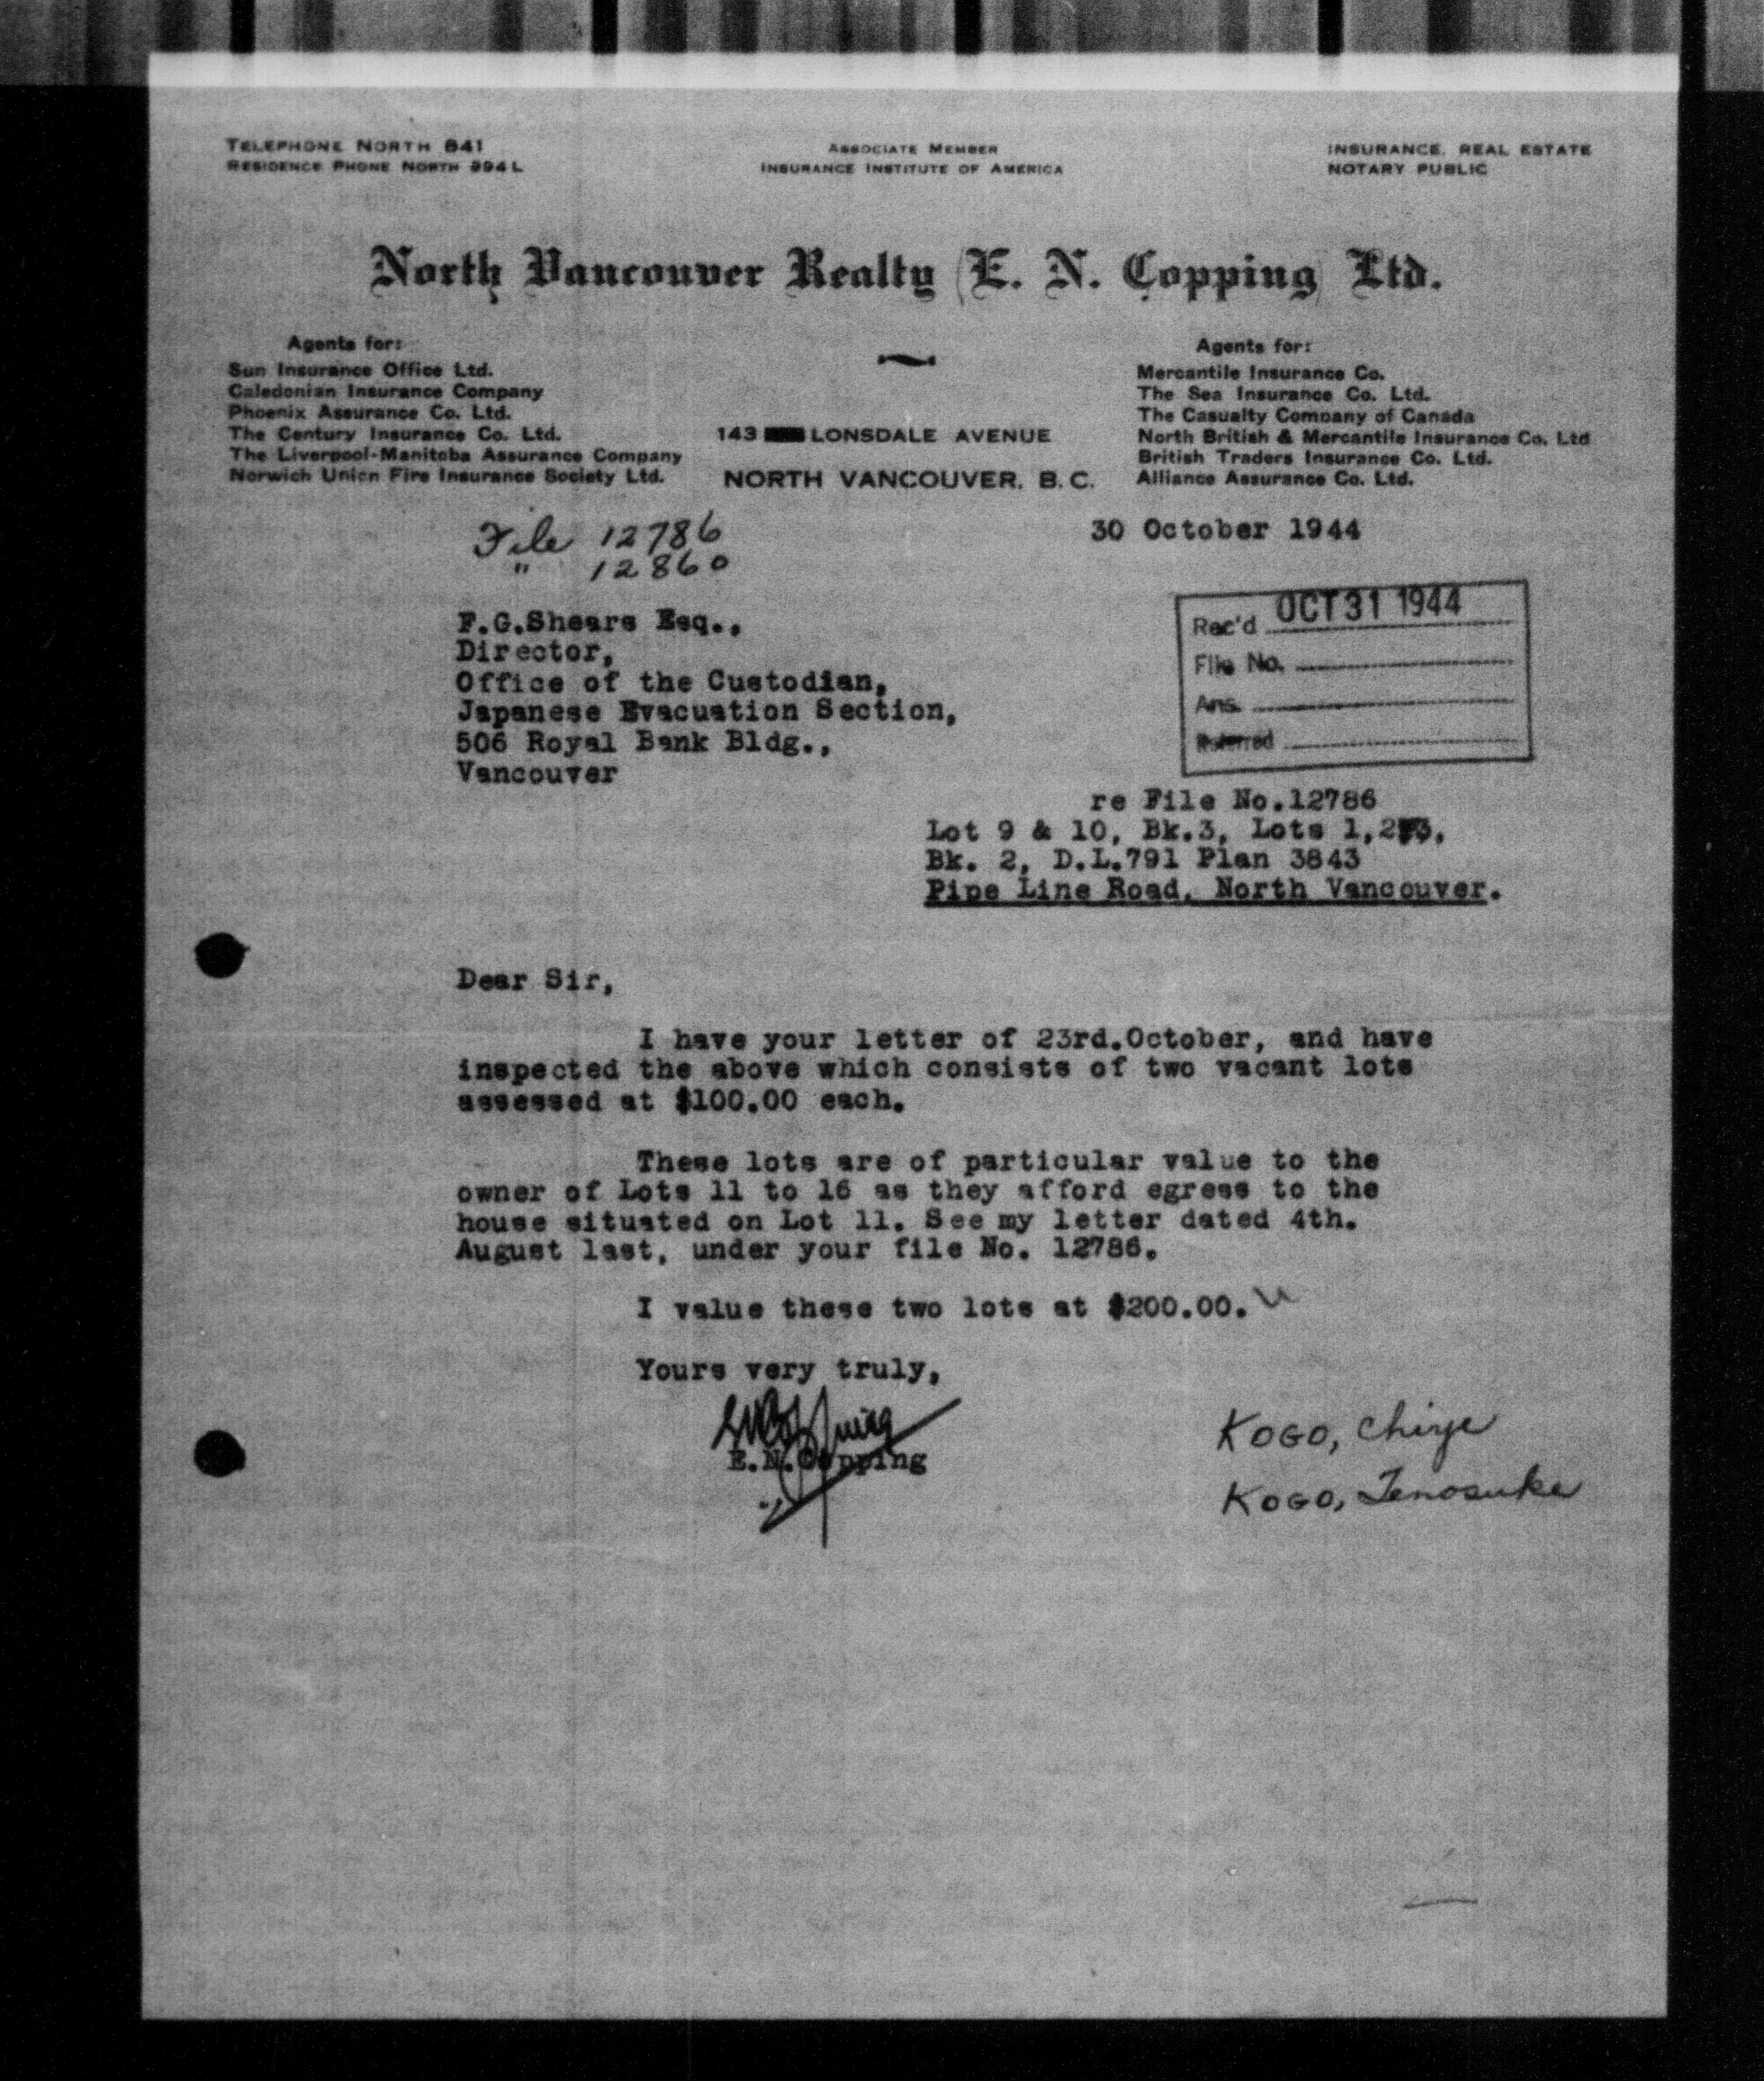 TELEPHONE NORTH 841
RESIDENCE PHONE NORTH 994 L
ASSOCIATE MEMBER
INSURANCE INSTITUTE OF AMERICA
INSURANCE, REAL ESTATE
NOTARY PUBLIC
North Vancouver Realty (E. N. Copping) Ltd.
Agents for:
Sun Insurance Office Ltd.
Caledonian Insurance Company
Phoenix Assurance Co. Ltd.
The Century Insurance Co. Ltd.
The Liverpool-Manitoba Assurance Company
Norwich Union Fire Insurance Society Ltd.
143 LONSDALE AVENUE
NORTH VANCOUVER, B. C.
Agents for:
Mercantile Insurance Co.
The Sea Insurance Co. Ltd.
The Casualty Company of Canada
North British & Mercantile Insurance Co. Ltd
British Traders Insurance Co. Ltd.
Alliance Assurance Co. Ltd.
File 12786
" 12860
30 October 1944
Rec'd OCT 31 1944
File No.
Ans.
Referred
F.G.Shears Esq.,
Director,
Office of the Custodian,
Japanese Evacuation Section,
506 Royal Bank Bldg.,
Vancouver
re File No.12786
Lot 9 & 10, Bk.3, Lots 1,2
Bk. 2, D.L.791 Plan 3843
Pipe Line Road, North Vancouver.
Dear Sir,
I have your letter of 23rd.October, and have
inspected the above which consists of two vacant lots
assessed at $100.00 each.
These lots are of particular value to the
owner of Lots 11 to 16 as they afford egress to the
house situated on Lot 11. See my letter dated 4th.
August last, under your file No. 12786.
I value these two lots at $200.00.
Yours very truly,
E.N.Copping
E.N.Copping
KOGO, Chiye
KOGO, Tenosuke